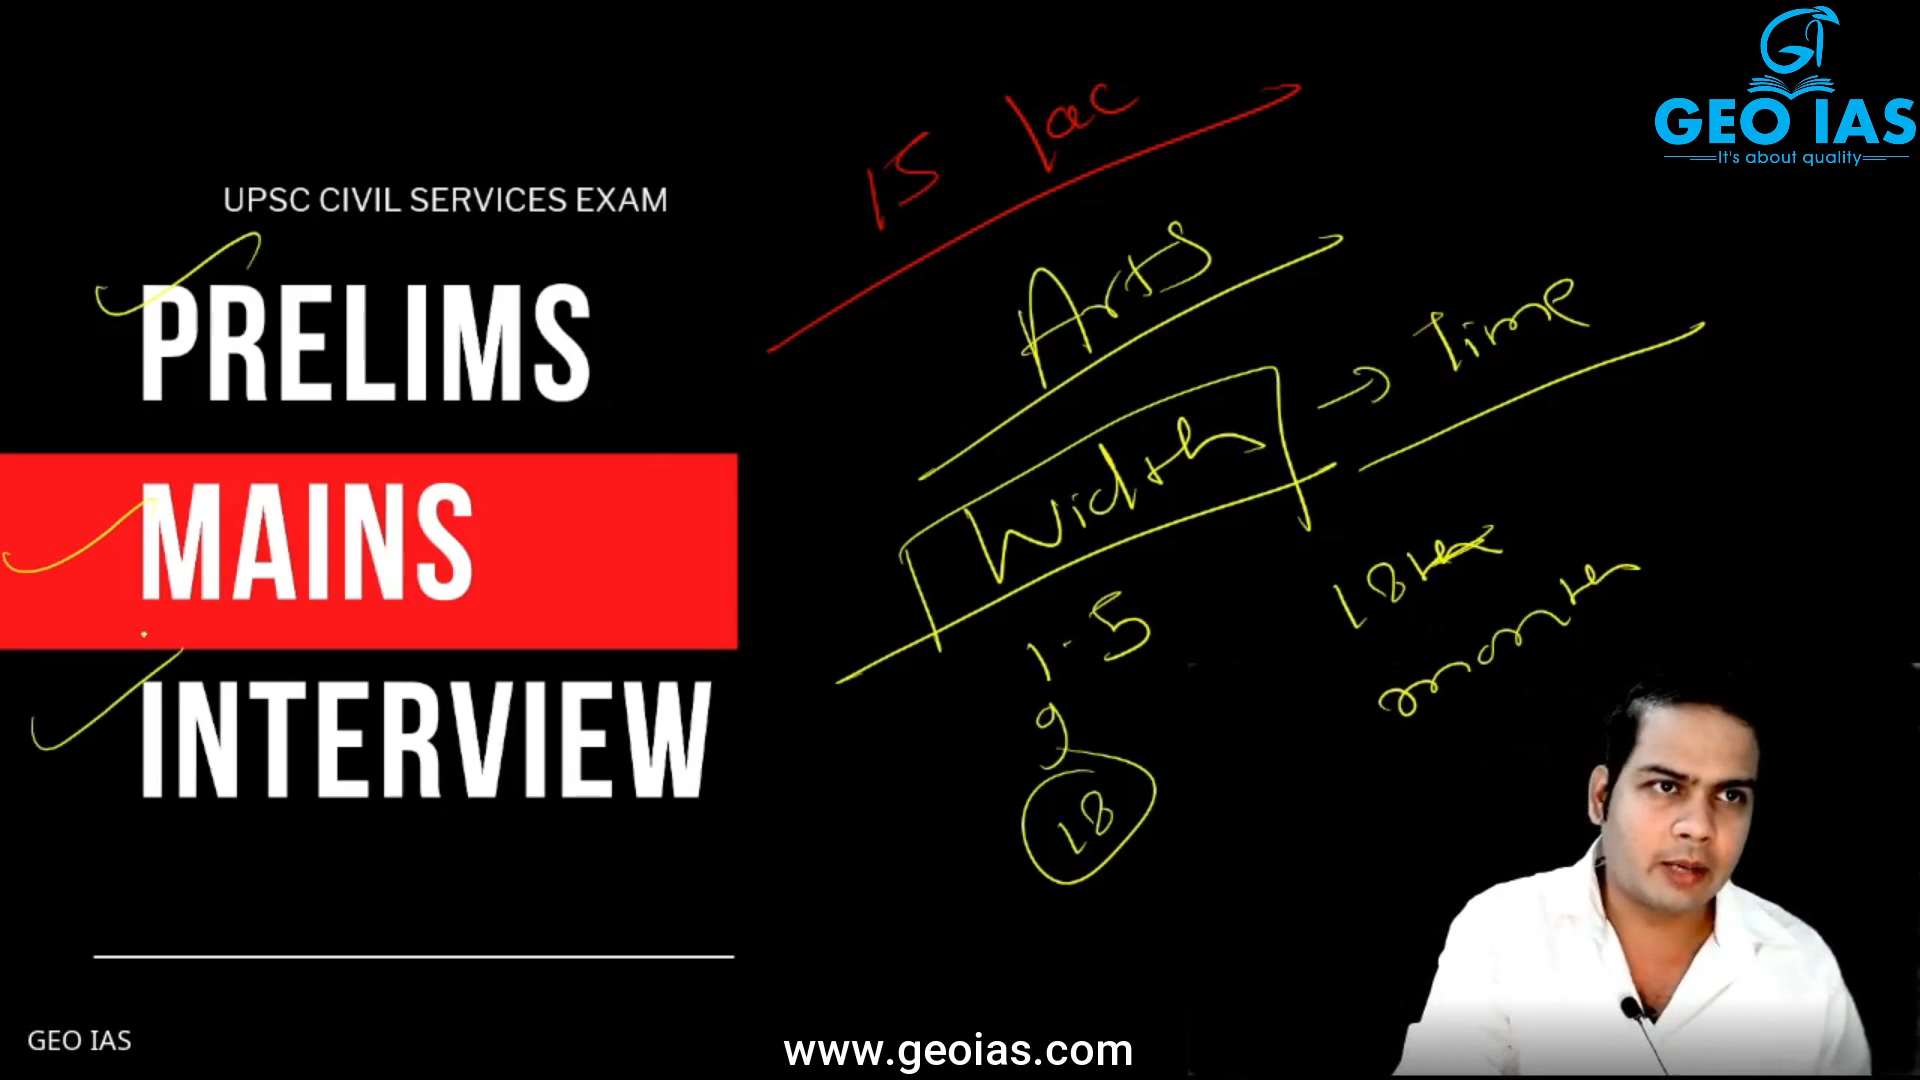 GEO IAS
It's about quality
UPSC CIVIL SERVICES EXAM
PRELIMS
MAINS
INTERVIEW
15 lac
Arts
Width → Time
1.5
9
18
18
month
GEO IAS
www.geoias.com